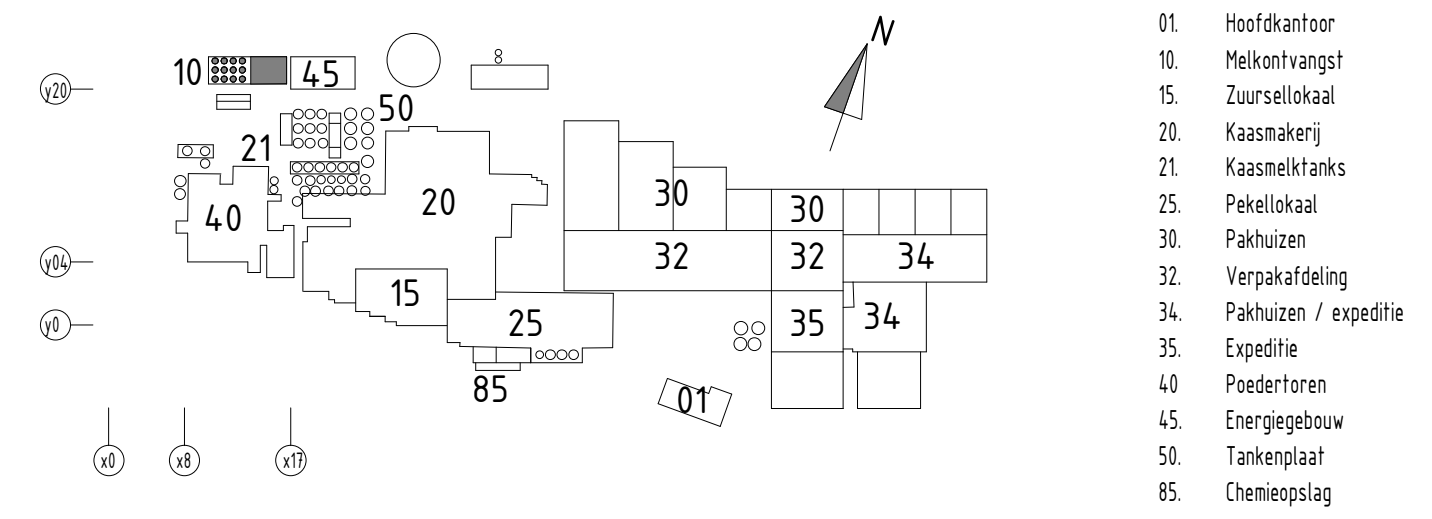 N
10
45
y20
50
21
30
40
20
30
32
32
34
y04
15
y0
25
35
34
85
01
x0
x8
x17
01. Hoofdkantoor
10. Melkontvangst
15. Zuursellokaal
20. Kaasmakerij
21. Kaasmelktanks
25. Pekellokaal
30. Pakhuizen
32. Verpakafdeling
34. Pakhuizen / expeditie
35. Expeditie
40 Poedertoren
45. Energiegebouw
50. Tankenplaat
85. Chemieopslag